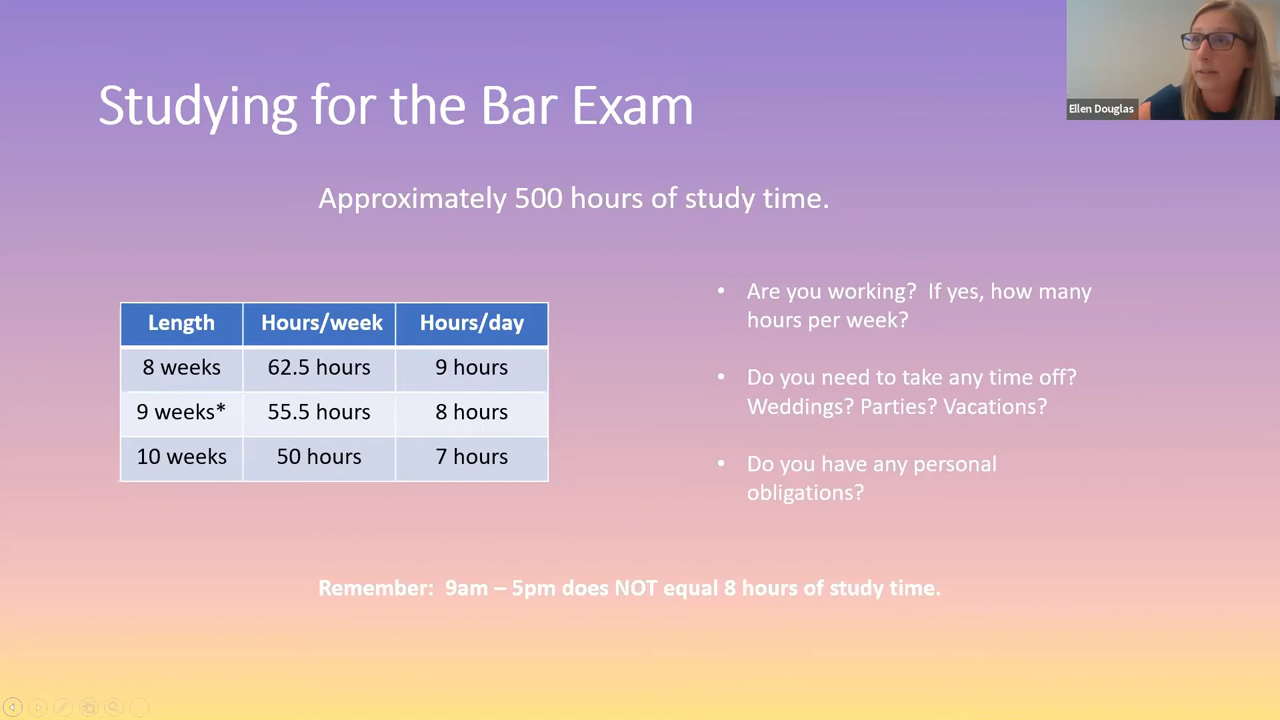 Ellen Douglas
Studying for the Bar Exam
Approximately 500 hours of study time.
Length Hours/week Hours/day
8 weeks 62.5 hours 9 hours
9 weeks* 55.5 hours 8 hours
10 weeks 50 hours 7 hours
• Are you working?  If yes, how many
hours per week?
• Do you need to take any time off?
Weddings? Parties? Vacations?
• Do you have any personal
obligations?
Remember:  9am – 5pm does NOT equal 8 hours of study time.